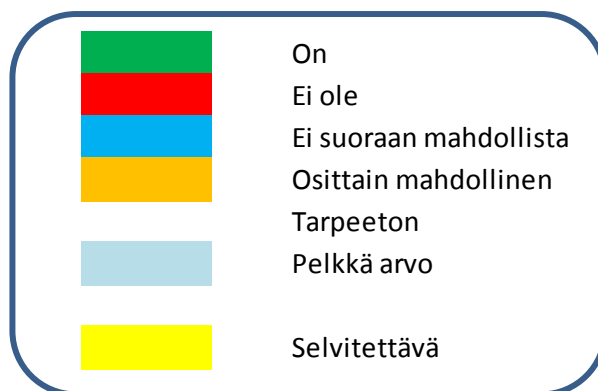 On
Ei ole
Ei suoraan mahdollista
Osittain mahdollinen
Tarpeeton
Pelkkä arvo
Selvitettävä